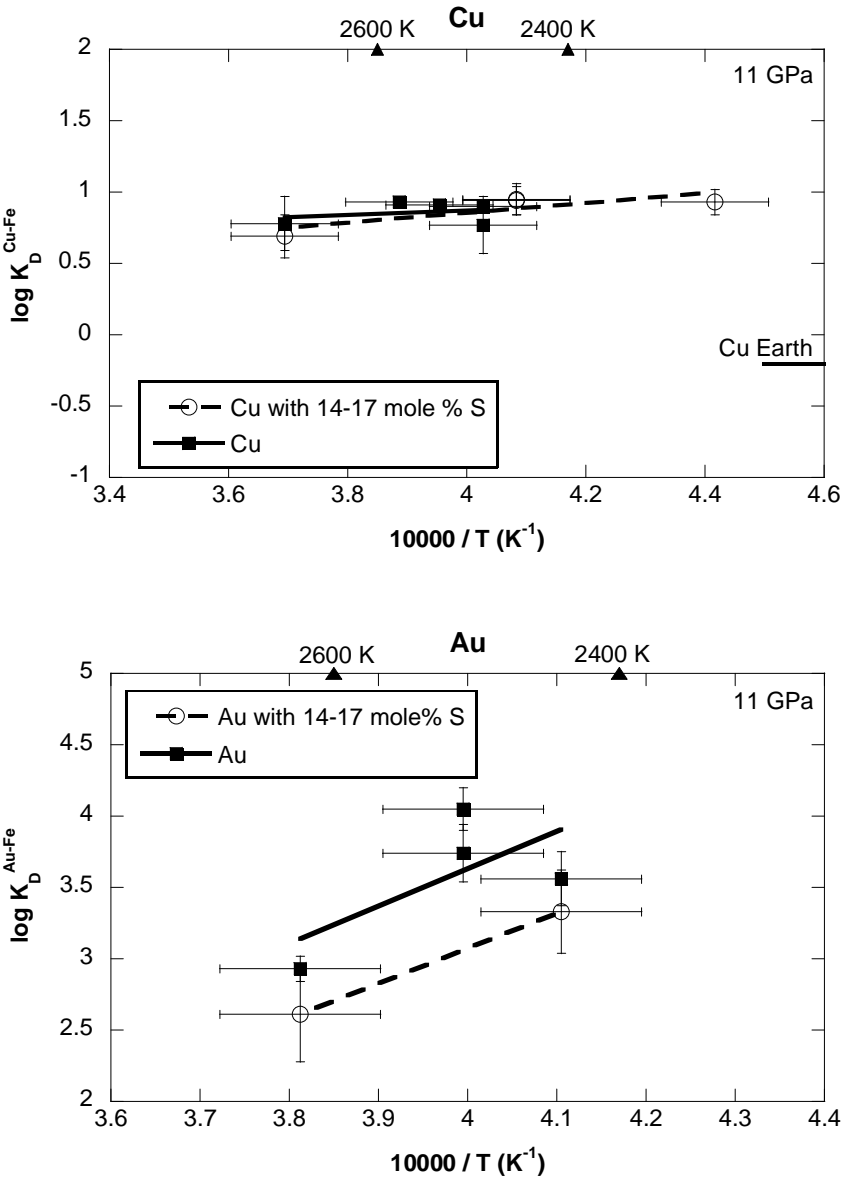 Cu
2600 K
2400 K
2
1.5
1
0.5
0
-0.5
-1
log K_D^Cu-Fe
11 GPa
Cu Earth
Cu with 14-17 mole % S
Cu
3.4 3.6 3.8 4 4.2 4.4 4.6
10000 / T (K^-1)
Au
2600 K
2400 K
5
4.5
4
3.5
3
2.5
2
log K_D^Au-Fe
11 GPa
Au with 14-17 mole% S
Au
3.6 3.7 3.8 3.9 4 4.1 4.2 4.3 4.4
10000 / T (K^-1)